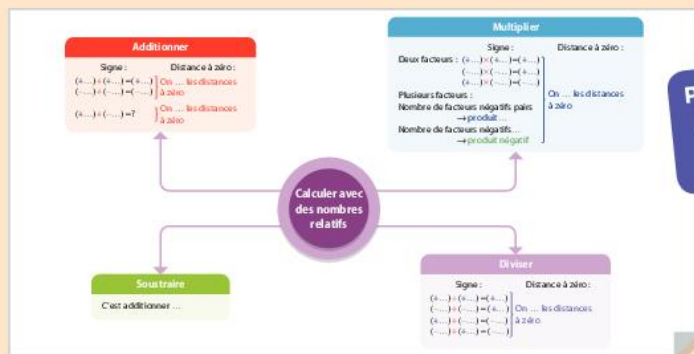 Additionner
Signe : Distance à zéro :
(+...)+(+...)=(+...)
(−...)+(−...)=(−...)
On ... les distances
à zéro
(+...)+(−...)=?
On ... les distances
à zéro
Multiplier
Signe : Distance à zéro :
Deux facteurs : (+...)×(+...)=(+...)
(−...)×(−...)=(+...)
(+...)×(−...)=(−...)
Plusieurs facteurs :
Nombre de facteurs négatifs pairs
→produit ...
Nombre de facteurs négatifs...
→produit négatif
On ... les distances
à zéro
Calculer avec
des nombres
relatifs
Soustraire
C'est additionner ...
Diviser
Signe : Distance à zéro :
(+...)÷(+...)=(+...)
(+...)÷(−...)=(−...)
(−...)÷(−...)=(+...)
(−...)÷(+...)=(−...)
On ... les distances
à zéro
P